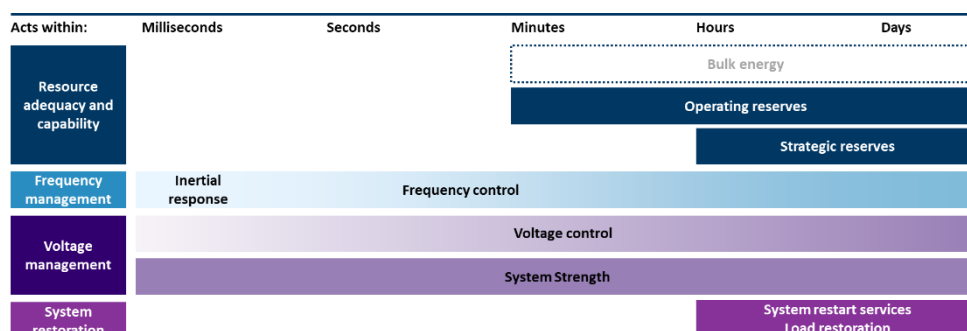 Acts within: Milliseconds Seconds Minutes Hours Days
Resource
adequacy and
capability
Bulk energy
Operating reserves
Strategic reserves
Frequency
management
Inertial
response
Frequency control
Voltage
management
Voltage control
System Strength
System
restoration
System restart services
Load restoration